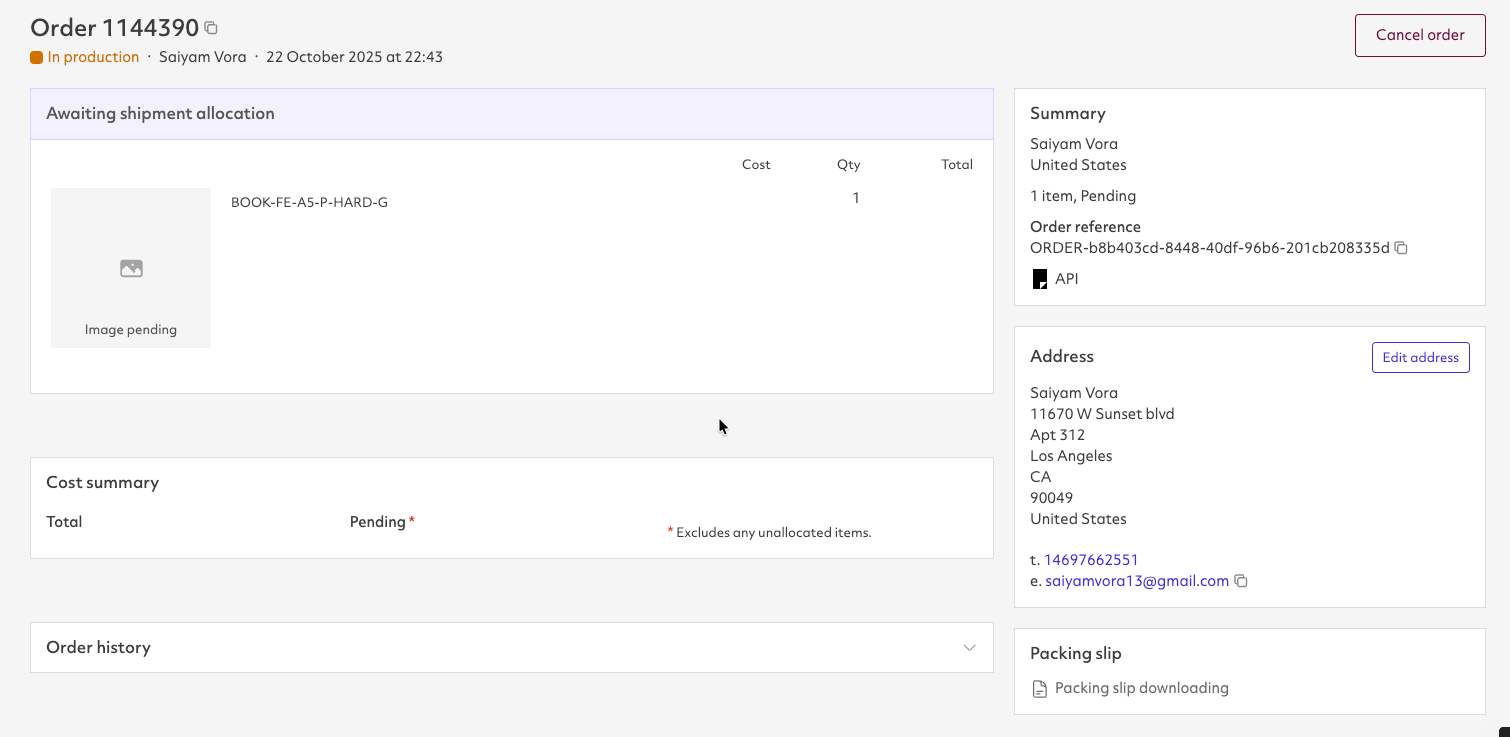 Order 1144390
In production · Saiyam Vora · 22 October 2025 at 22:43
Cancel order
Awaiting shipment allocation
Cost Qty Total
BOOK-FE-A5-P-HARD-G 1
Image pending
Cost summary
Total Pending *
* Excludes any unallocated items.
Order history
Summary
Saiyam Vora
United States
1 item, Pending
Order reference
ORDER-b8b403cd-8448-40df-96b6-201cb208335d
API
Address
Edit address
Saiyam Vora
11670 W Sunset blvd
Apt 312
Los Angeles
CA
90049
United States
t. 14697662551
e. saiyamvora13@gmail.com
Packing slip
Packing slip downloading